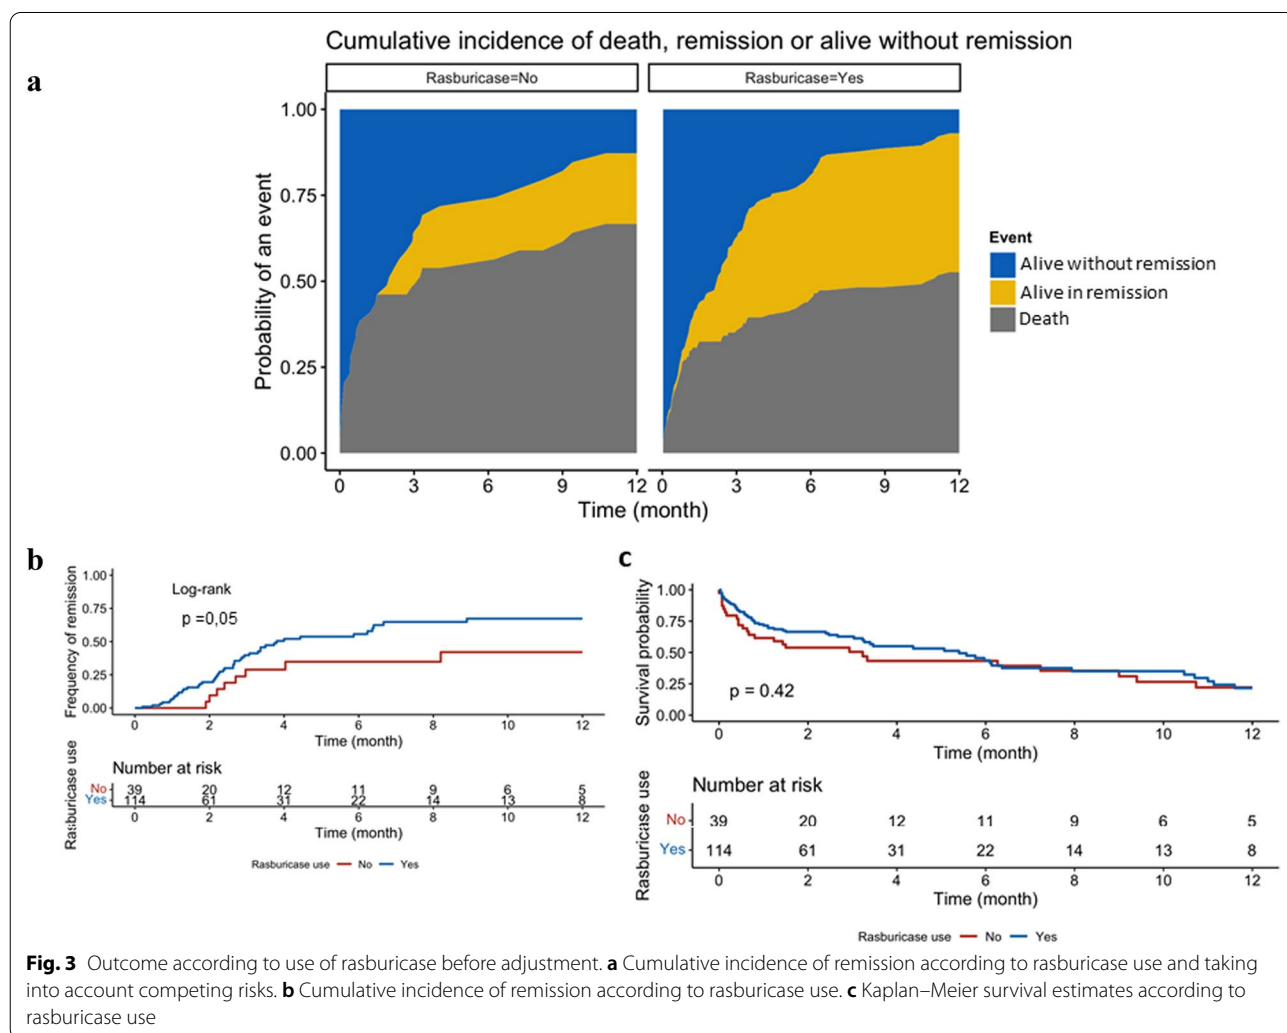 Cumulative incidence of death, remission or alive without remission
a
Rasburicase=No
Rasburicase=Yes
Probability of an event
1.00
0.75
0.50
0.25
0.00
0 3 6 9 12
0 3 6 9 12
Time (month)
Event
Alive without remission
Alive in remission
Death
b
Frequency of remission
1.00
0.75
0.50
0.25
0.00
Log-rank
p =0,05
0 2 4 6 8 10 12
Time (month)
Rasburicase use
Number at risk
No 39 20 12 11 9 6 5
Yes 114 61 31 22 14 13 8
0 2 4 6 8 10 12
Time (month)
Rasburicase use No Yes
c
Survival probability
1.00
0.75
0.50
0.25
0.00
p = 0.42
0 2 4 6 8 10 12
Time (month)
Rasburicase use
Number at risk
No 39 20 12 11 9 6 5
Yes 114 61 31 22 14 13 8
0 2 4 6 8 10 12
Time (month)
Rasburicase use No Yes
Fig. 3 Outcome according to use of rasburicase before adjustment. a Cumulative incidence of remission according to rasburicase use and taking
into account competing risks. b Cumulative incidence of remission according to rasburicase use. c Kaplan–Meier survival estimates according to
rasburicase use